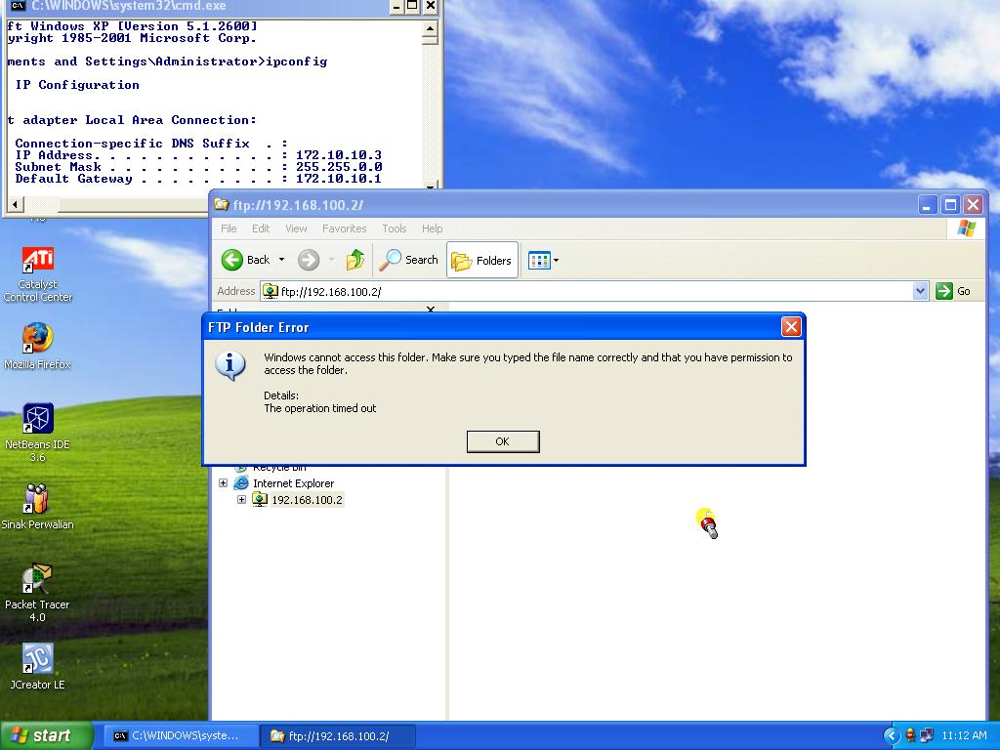 C:\WINDOWS\system32\cmd.exe
ft Windows XP [Version 5.1.2600]
yright 1985-2001 Microsoft Corp.
ments and Settings\Administrator>ipconfig
IP Configuration
t adapter Local Area Connection:
Connection-specific DNS Suffix . :
IP Address. . . . . . . . . . . . : 172.10.10.3
Subnet Mask . . . . . . . . . . . : 255.255.0.0
Default Gateway . . . . . . . . . : 172.10.10.1
ftp://192.168.100.2/
File Edit View Favorites Tools Help
Back Search Folders
Address ftp://192.168.100.2/ Go
FTP Folder Error
Windows cannot access this folder. Make sure you typed the file name correctly and that you have permission to
access the folder.
Details:
The operation timed out
OK
Recycle Bin
Internet Explorer
192.168.100.2
ATI
Catalyst
Control Center
Mozilla Firefox
NetBeans IDE
3.6
Sinak Perwalian
Packet Tracer
4.0
JC
JCreator LE
start
C:\WINDOWS\syste...
ftp://192.168.100.2/
11:12 AM